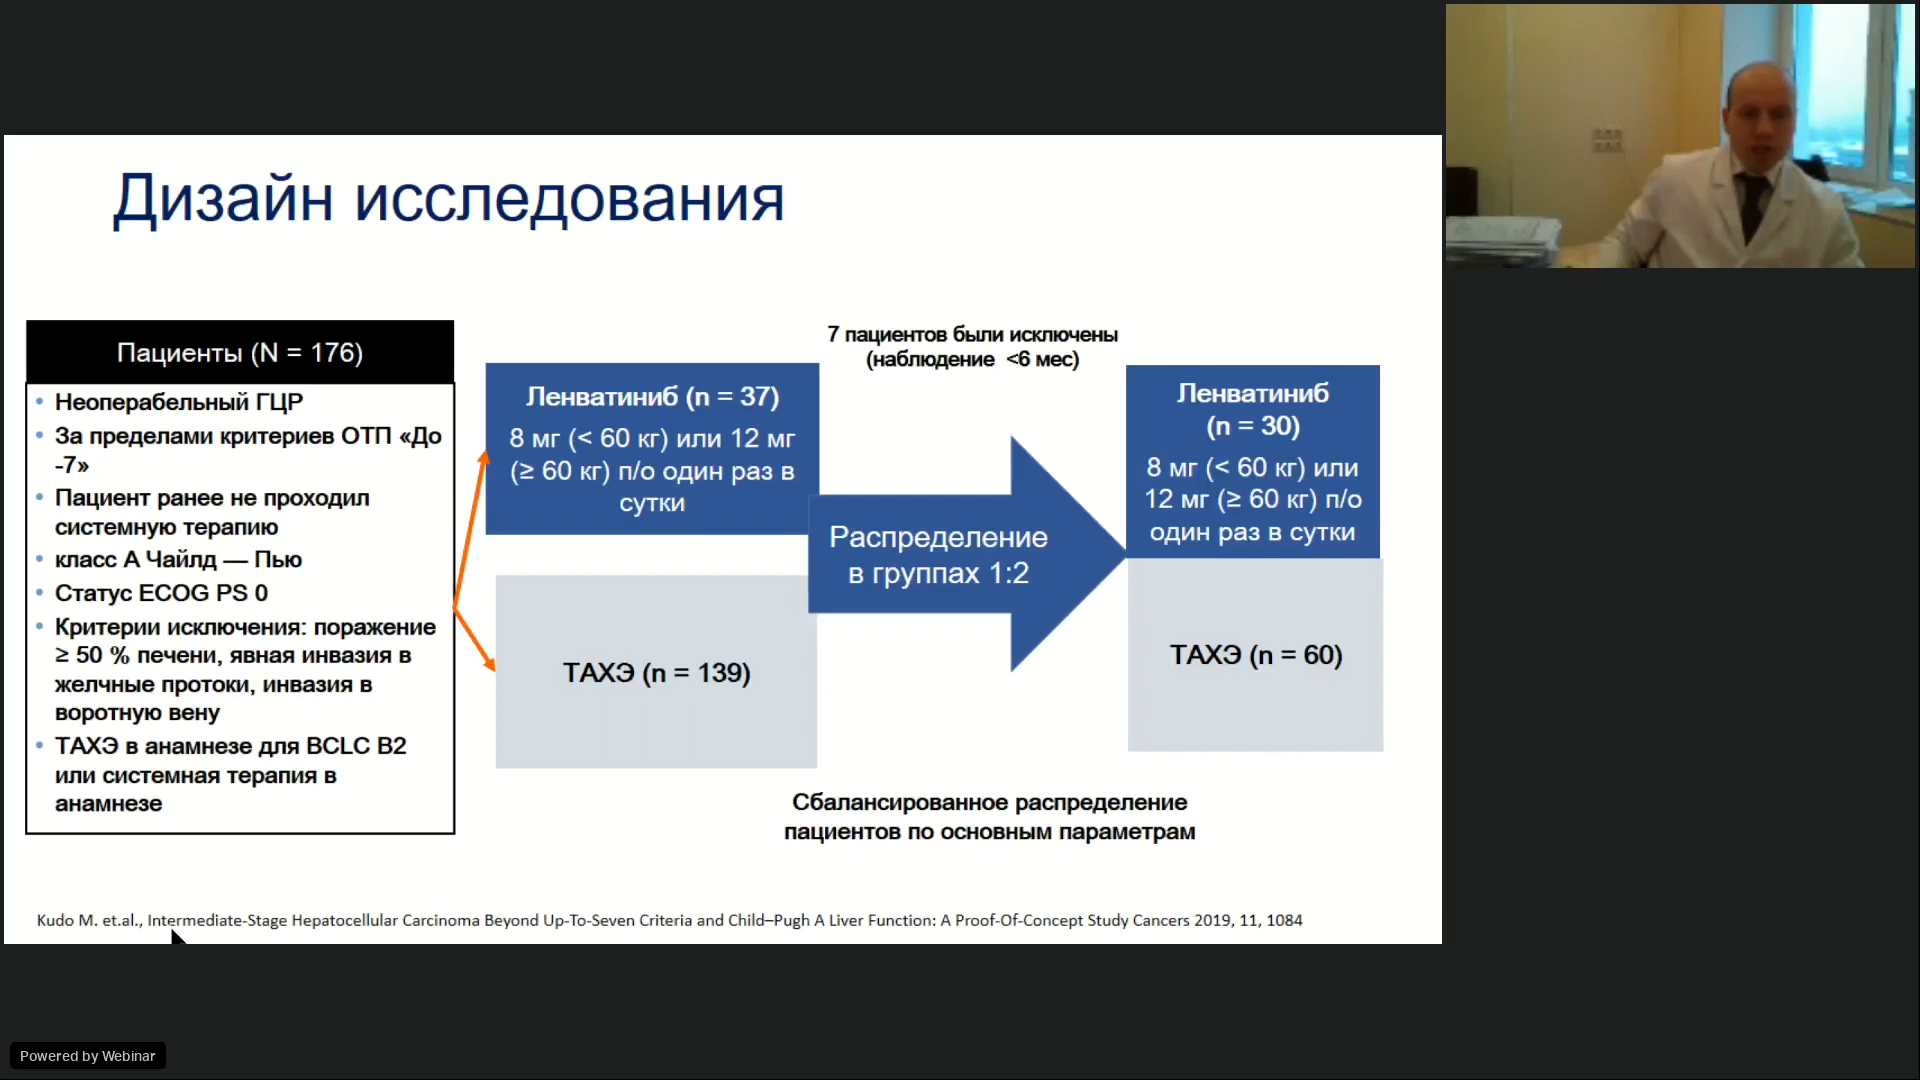 Дизайн исследования
Пациенты (N = 176)
Неоперабельный ГЦР
За пределами критериев ОТП «До
-7»
Пациент ранее не проходил
системную терапию
класс А Чайлд — Пью
Статус ECOG PS 0
Критерии исключения: поражение
≥ 50 % печени, явная инвазия в
желчные протоки, инвазия в
воротную вену
ТАХЭ в анамнезе для BCLC B2
или системная терапия в
анамнезе
Ленватиниб (n = 37)
8 мг (< 60 кг) или 12 мг
(≥ 60 кг) п/о один раз в
сутки
ТАХЭ (n = 139)
7 пациентов были исключены
(наблюдение <6 мес)
Распределение
в группах 1:2
Ленватиниб
(n = 30)
8 мг (< 60 кг) или
12 мг (≥ 60 кг) п/о
один раз в сутки
ТАХЭ (n = 60)
Сбалансированное распределение
пациентов по основным параметрам
Kudo M. et.al., Intermediate-Stage Hepatocellular Carcinoma Beyond Up-To-Seven Criteria and Child–Pugh A Liver Function: A Proof-Of-Concept Study Cancers 2019, 11, 1084
Powered by Webinar